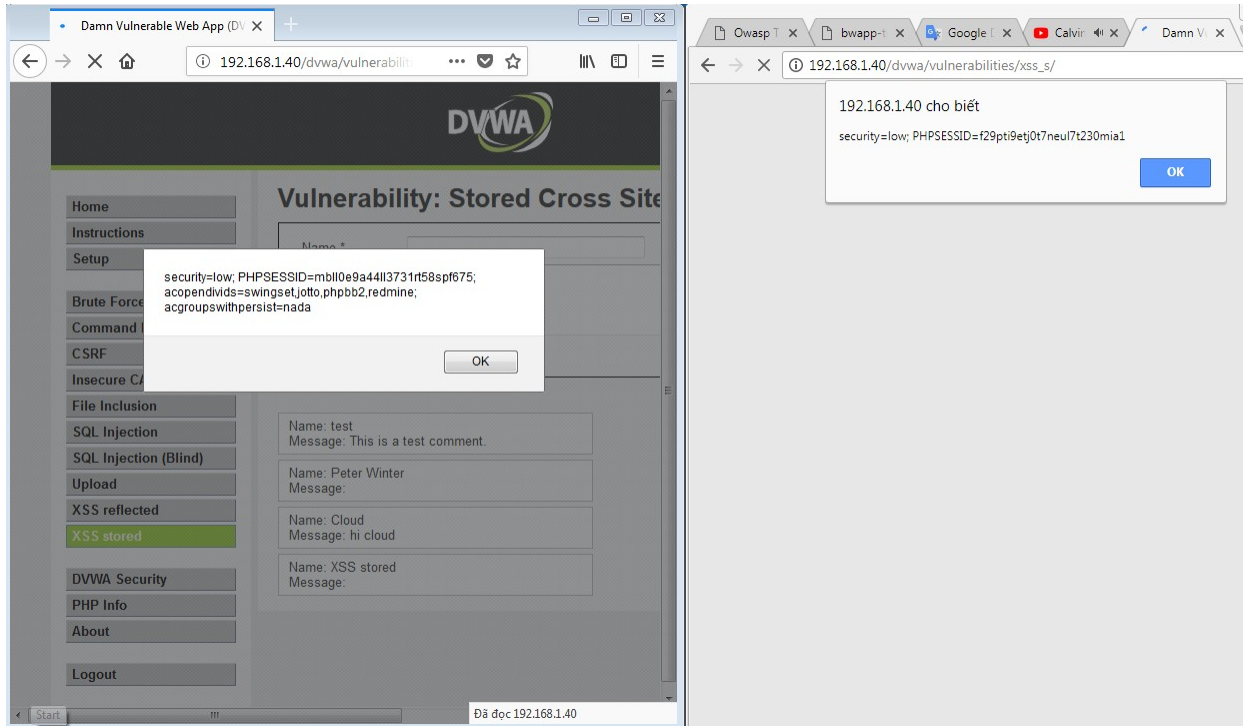 Damn Vulnerable Web App (DV
192.168.1.40/dvwa/vulnerabilit
DVWA
Vulnerability: Stored Cross Site
Name *
Home
Instructions
Setup
Brute Force
Command
CSRF
Insecure CA
File Inclusion
SQL Injection
SQL Injection (Blind)
Upload
XSS reflected
XSS stored
DVWA Security
PHP Info
About
Logout
security=low; PHPSESSID=mbll0e9a44ll3731rt58spf675;
acopendivids=swingset,jotto,phpbb2,redmine;
acgroupswithpersist=nada
OK
Name: test
Message: This is a test comment.
Name: Peter Winter
Message:
Name: Cloud
Message: hi cloud
Name: XSS stored
Message:
Start
Đã đọc 192.168.1.40
Owasp T
bwapp-t
Google D
Calvin
Damn Vu
192.168.1.40/dvwa/vulnerabilities/xss_s/
192.168.1.40 cho biết
security=low; PHPSESSID=f29pti9etj0t7neul7t230mia1
OK